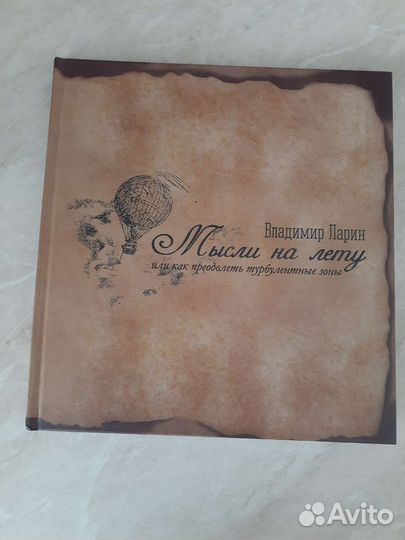 Владимир Парин
Мысли на лету
или как преодолеть турбулентные зоны
Avito